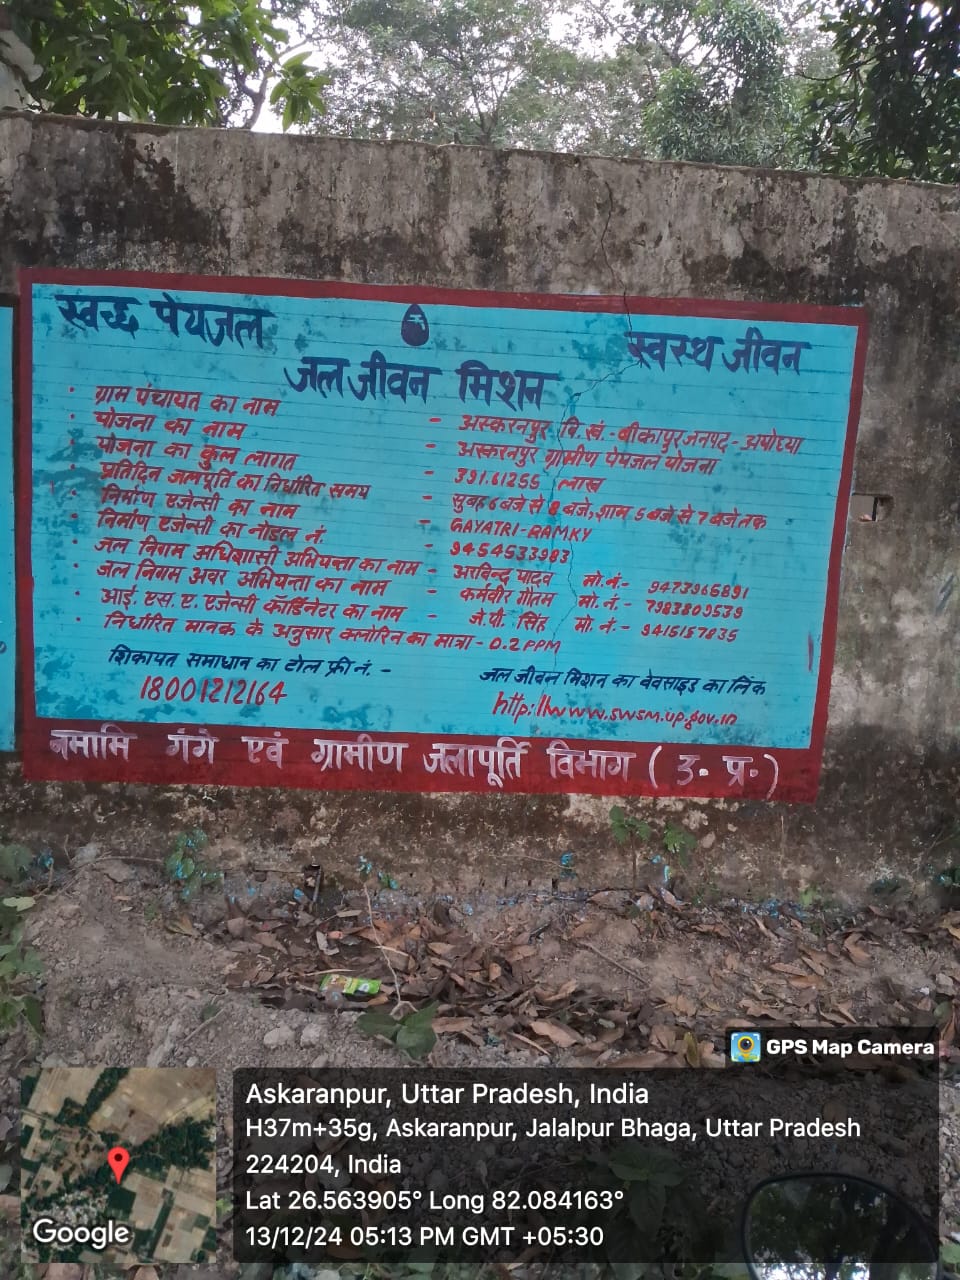 स्वच्छ पेयजल
स्वस्थ जीवन
जल जीवन मिशन
• ग्राम पंचायत का नाम - अस्करनपुर वि.खं.-बीकापुर जनपद-अयोध्या
• योजना का नाम - अस्करनपुर ग्रामीण पेयजल योजना
• योजना का कुल लागत - 391.61255 लाख
• प्रतिदिन जलपूर्ति का निर्धारित समय - सुबह 6 बजे से 8 बजे, शाम 5 बजे से 7 बजे तक
• निर्माण एजेन्सी का नाम - GAYATRI-RAMKY
• निर्माण एजेन्सी का नोडल नं. - 9454533983
• जल निगम अधिशासी अभियन्ता का नाम - अरविन्द यादव मो.नं.- 9473965891
• जल निगम अवर अभियन्ता का नाम - कर्मवीर गौतम मो.नं.- 7983809539
• आई.एस.ए. एजेन्सी कॉर्डिनेटर का नाम - जे.पी. सिंह मो.नं.- 9415157835
• निर्धारित मानक के अनुसार क्लोरिन का मात्रा - 0.2 PPM
शिकायत समाधान का टोल फ्री नं. -
18001212164
जल जीवन मिशन का वेवसाइड का लिंक
http://www.swsm.up.gov.in
नमामि गंगे एवं ग्रामीण जलापूर्ति विभाग (उ. प्र.)
GPS Map Camera
Askaranpur, Uttar Pradesh, India
H37m+35g, Askaranpur, Jalalpur Bhaga, Uttar Pradesh
224204, India
Lat 26.563905° Long 82.084163°
13/12/24 05:13 PM GMT +05:30
Google